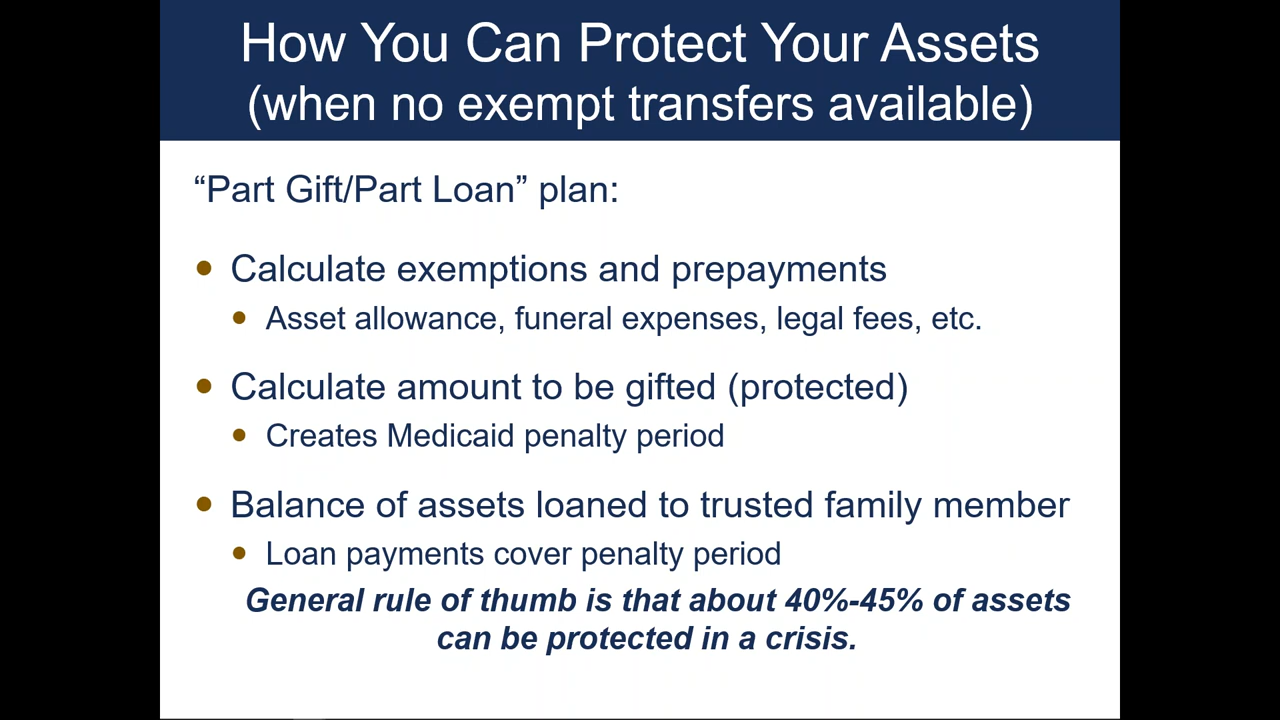 How You Can Protect Your Assets
(when no exempt transfers available)
“Part Gift/Part Loan” plan:
• Calculate exemptions and prepayments
• Asset allowance, funeral expenses, legal fees, etc.
• Calculate amount to be gifted (protected)
• Creates Medicaid penalty period
• Balance of assets loaned to trusted family member
• Loan payments cover penalty period
General rule of thumb is that about 40%-45% of assets
can be protected in a crisis.